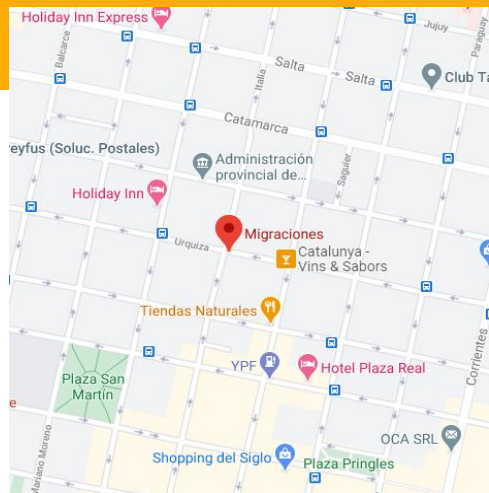 Holiday Inn Express
Jujuy
Paraguay
Balcarce
Salta
Salta
Italia
Club Ta
Catamarca
reyfus (Soluc. Postales)
Administración
provincial de...
Saguier
Holiday Inn
Migraciones
Urquiza
Catalunya -
Vins & Sabors
Tiendas Naturales
YPF
Hotel Plaza Real
Corrientes
Plaza San
Martín
e
Mariano Moreno
OCA SRL
Shopping del Siglo
Plaza Pringles